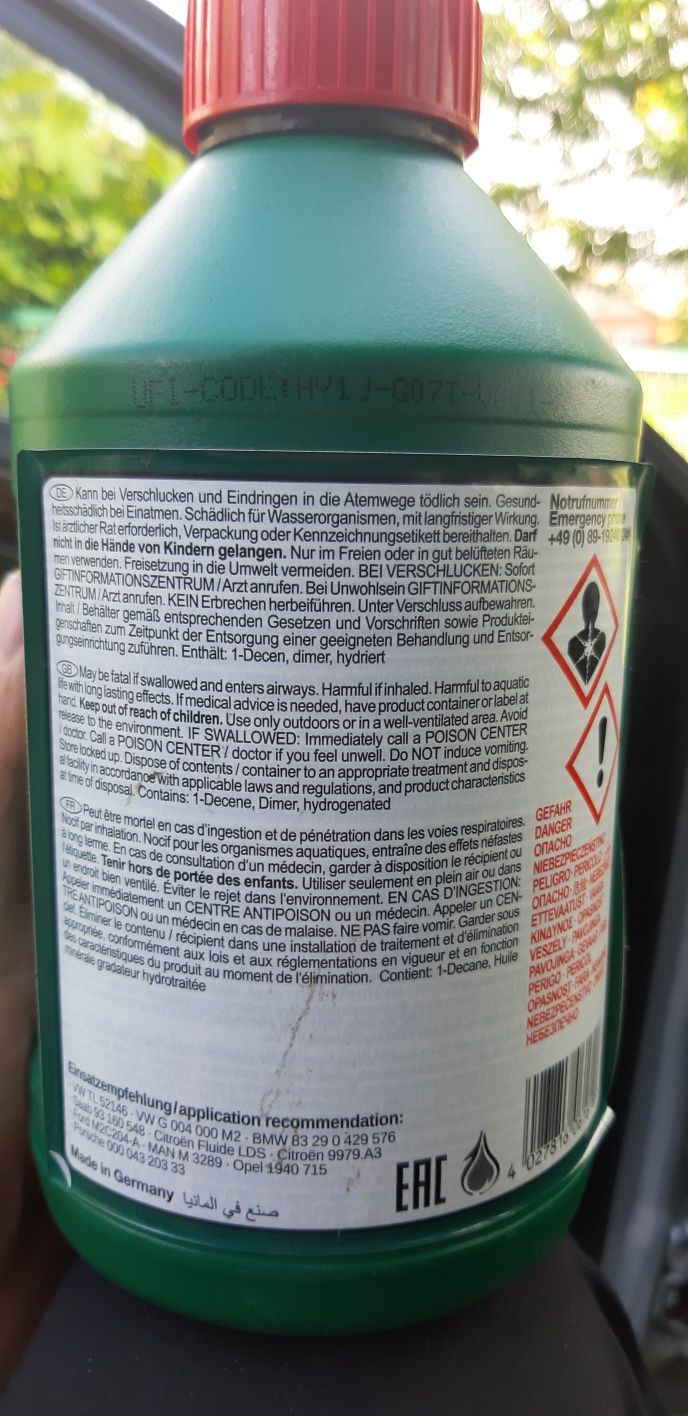 UFI-CODE:HY1J-G07T-
DE Kann bei Verschlucken und Eindringen in die Atemwege tödlich sein. Gesund-
heitsschädlich bei Einatmen. Schädlich für Wasserorganismen, mit langfristiger Wirkung.
Ist ärztlicher Rat erforderlich, Verpackung oder Kennzeichnungsetikett bereithalten. Darf
nicht in die Hände von Kindern gelangen. Nur im Freien oder in gut belüfteten Räu-
men verwenden. Freisetzung in die Umwelt vermeiden. BEI VERSCHLUCKEN: Sofort
GIFTINFORMATIONSZENTRUM / Arzt anrufen. Bei Unwohlsein GIFTINFORMATIONS-
ZENTRUM / Arzt anrufen. KEIN Erbrechen herbeiführen. Unter Verschluss aufbewahren.
Inhalt / Behälter gemäß entsprechenden Gesetzen und Vorschriften sowie Produktei-
genschaften zum Zeitpunkt der Entsorgung einer geeigneten Behandlung und Entsor-
gungseinrichtung zuführen. Enthält: 1-Decen, dimer, hydriert
GB May be fatal if swallowed and enters airways. Harmful if inhaled. Harmful to aquatic
life with long lasting effects. If medical advice is needed, have product container or label at
hand. Keep out of reach of children. Use only outdoors or in a well-ventilated area. Avoid
release to the environment. IF SWALLOWED: Immediately call a POISON CENTER
/ doctor. Call a POISON CENTER / doctor if you feel unwell. Do NOT induce vomiting.
Store locked up. Dispose of contents / container to an appropriate treatment and dispos-
al facility in accordance with applicable laws and regulations, and product characteristics
at time of disposal. Contains: 1-Decene, Dimer, hydrogenated
FR Peut être mortel en cas d'ingestion et de pénétration dans les voies respiratoires.
Nocif par inhalation. Nocif pour les organismes aquatiques, entraîne des effets néfastes
à long terme. En cas de consultation d'un médecin, garder à disposition le récipient ou
l'étiquette. Tenir hors de portée des enfants. Utiliser seulement en plein air ou dans
un endroit bien ventilé. Éviter le rejet dans l'environnement. EN CAS D'INGESTION:
Appeler immédiatement un CENTRE ANTIPOISON ou un médecin. Appeler un CEN-
TRE ANTIPOISON ou un médecin en cas de malaise. NE PAS faire vomir. Garder sous
clef. Éliminer le contenu / récipient dans une installation de traitement et d'élimination
appropriée, conformément aux lois et aux réglementations en vigueur et en fonction
des caractéristiques du produit au moment de l'élimination. Contient: 1-Decane, Huile
minérale gradateur hydrotraitée
Notrufnummer /
Emergency phone
+49 (0) 89-19240
GEFAHR
DANGER
ОПАСНО
NIEBEZPIECZEŃSTWO
PELIGRO · PERICOL
ОПАСНО · 危險
ETTEVAATUST
ΚΙΝΔΥΝΟΣ
VESZÉLY
PAVOJINGA
PERIGO · PERICOL
OPASNOST
NEBEZPEČENSTVO
НЕБЕЗПЕЧНО
Einsatzempfehlung/application recommendation:
· VW TL 52146 · VW G 004 000 M2 · BMW 83 29 0 429 576
· Saab 93 160 548 · Citroën Fluide LDS · Citroën 9979.A3
· Ford M2C204-A · MAN M 3289 · Opel 1940 715
· Porsche 000 043 203 33
Made in Germany صنع في المانيا
EAC
4 027816